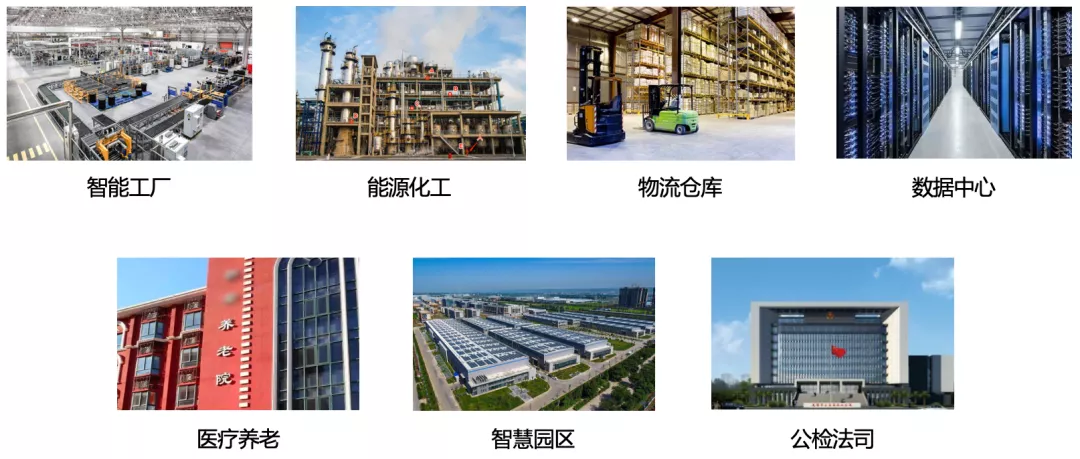 智能工厂
能源化工
物流仓库
数据中心
养老院
医疗养老
智慧园区
公检法司